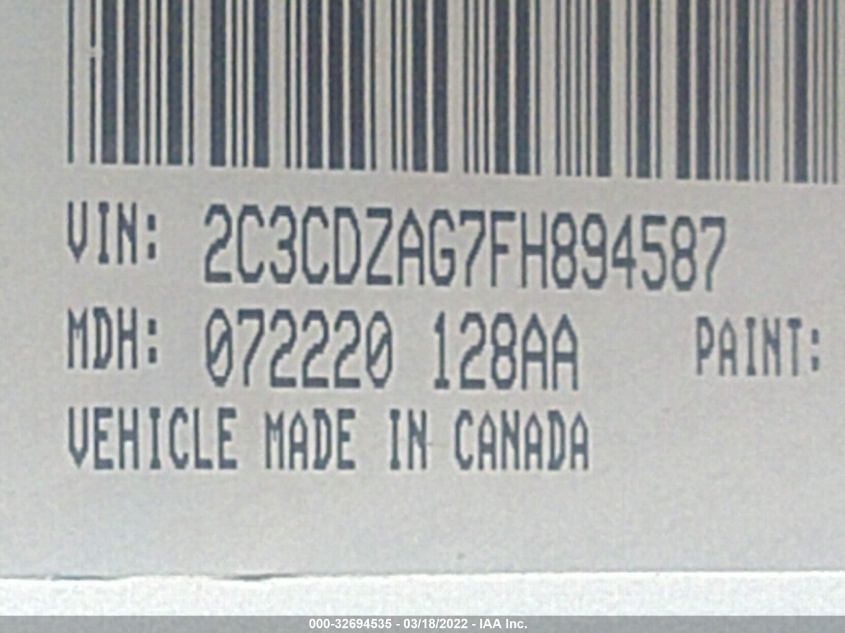 VIN: 2C3CDZAG7FH894587
MDH: 072220 128AA PAINT:
VEHICLE MADE IN CANADA
000-32694535 - 03/18/2022 - IAA Inc.